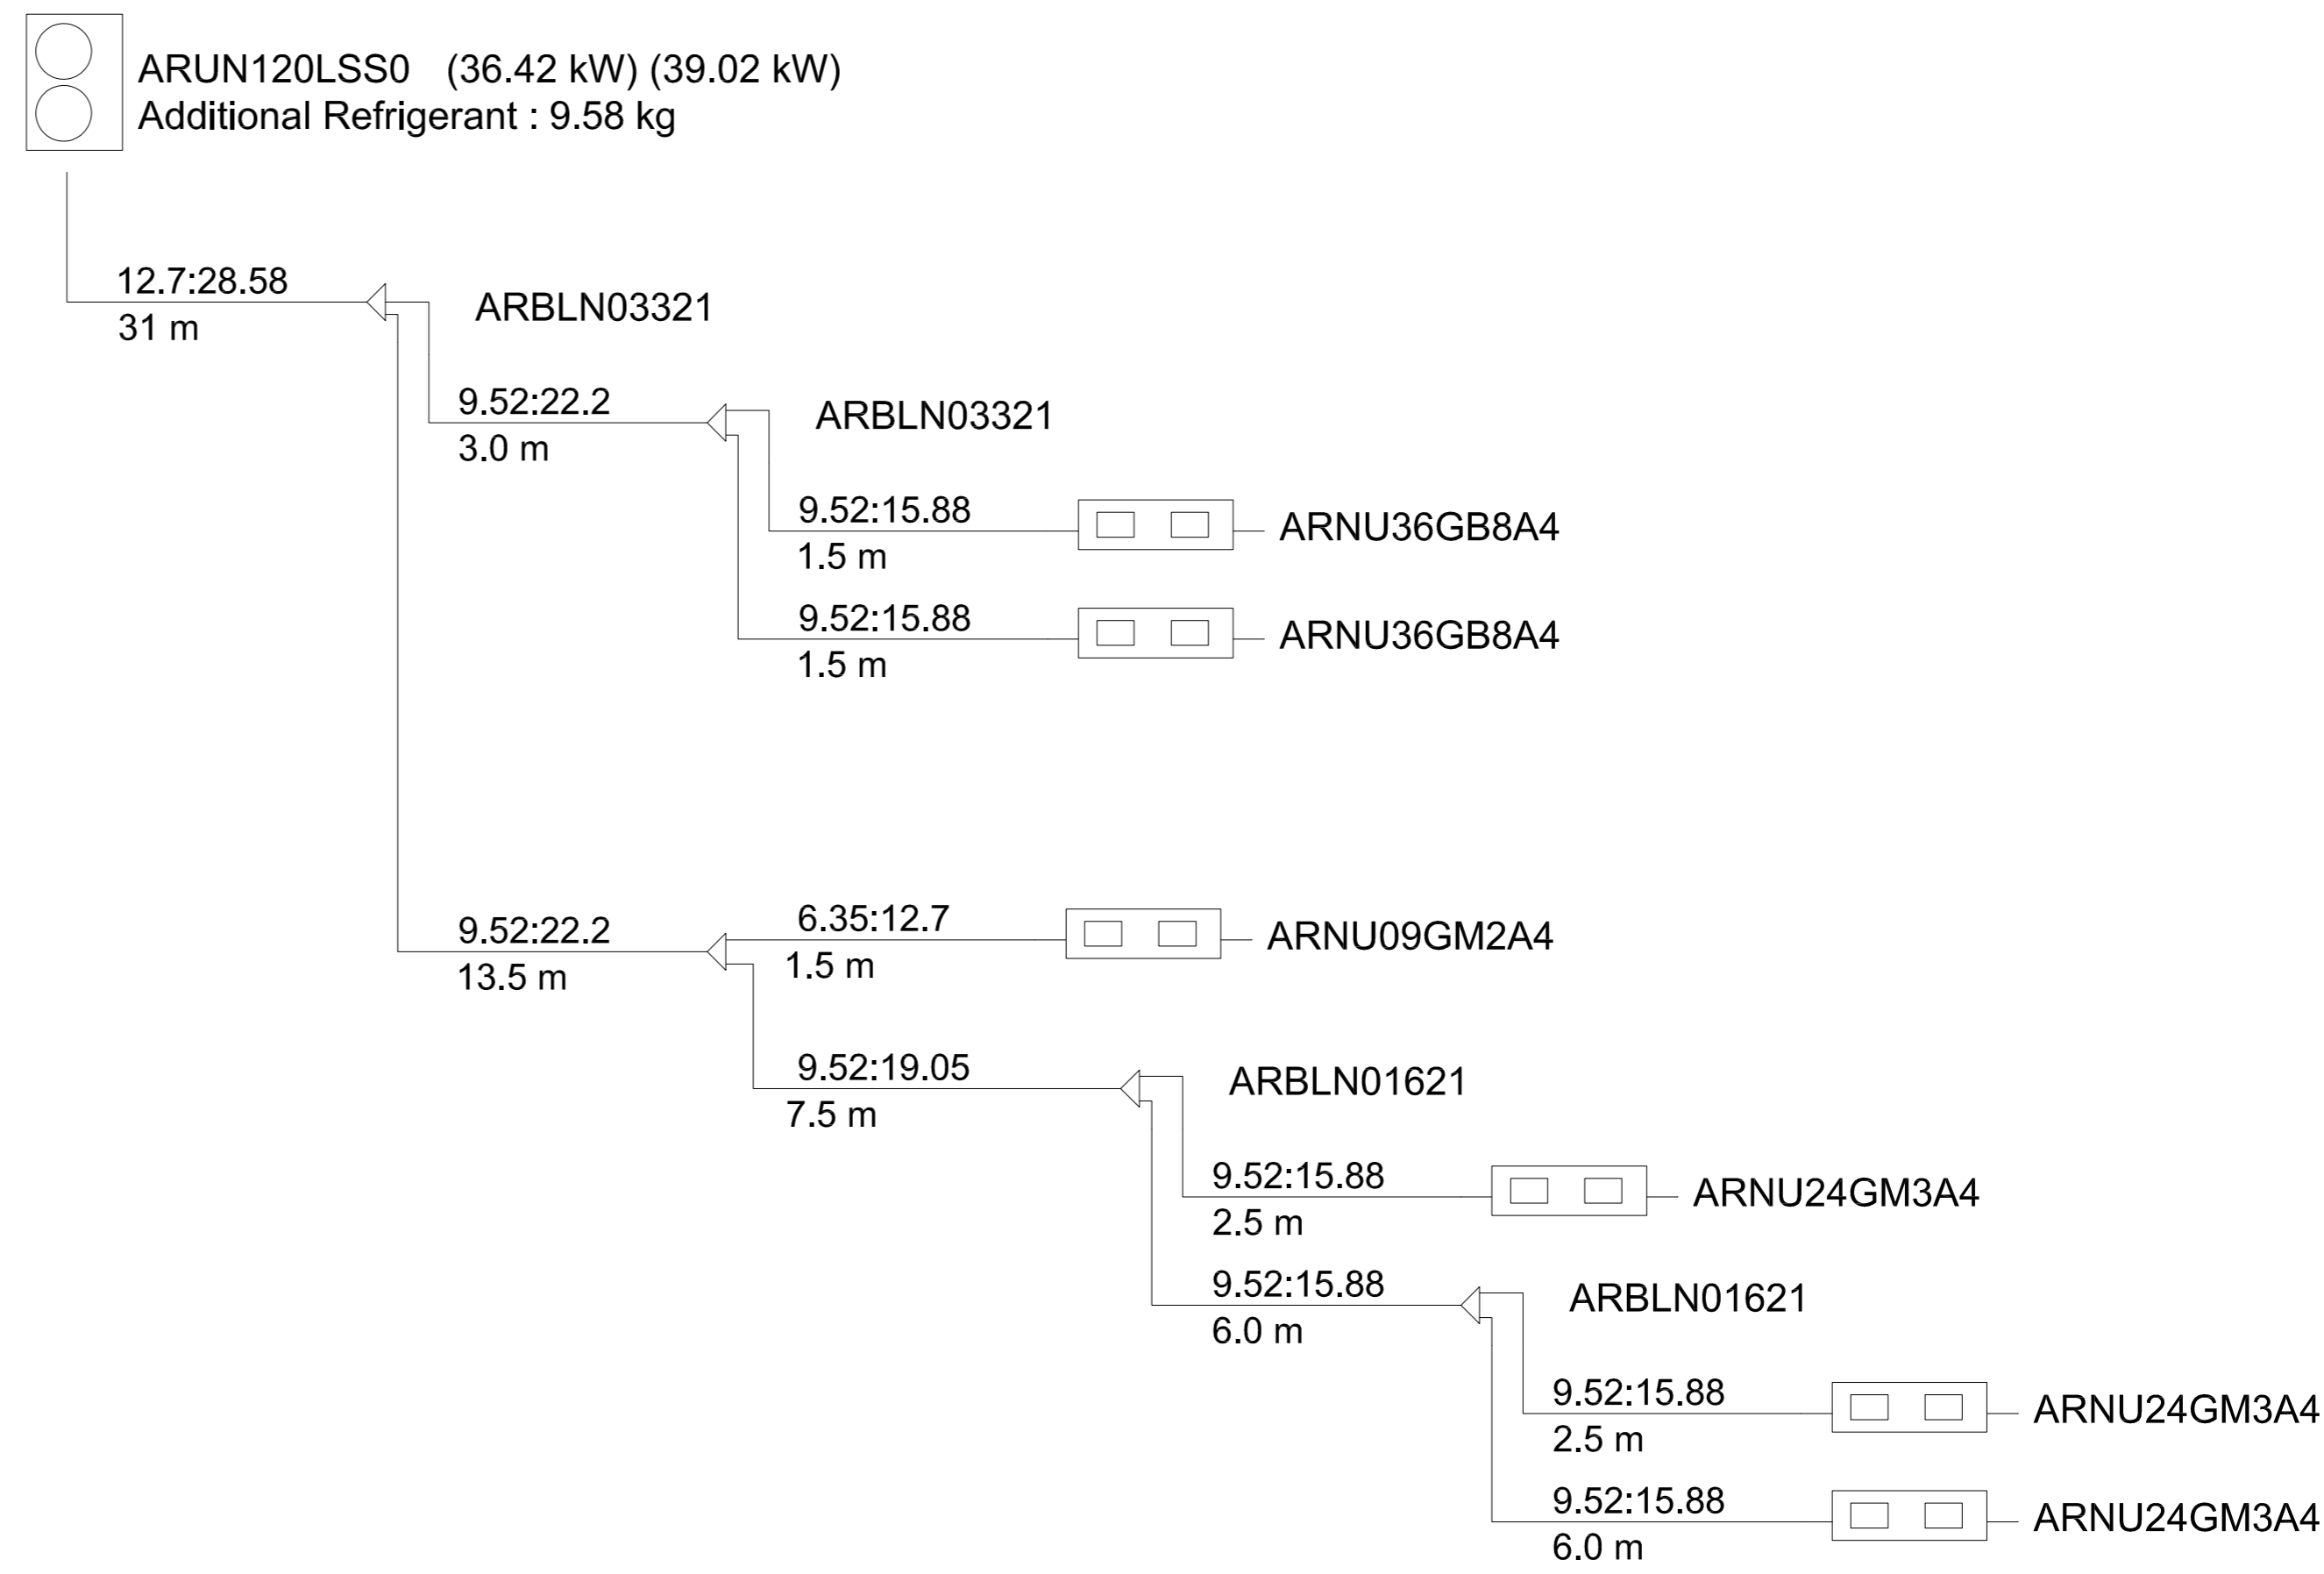 ARUN120LSS0 (36.42 kW) (39.02 kW)
Additional Refrigerant : 9.58 kg
12.7:28.58
31 m
ARBLN03321
9.52:22.2
3.0 m
ARBLN03321
9.52:15.88
1.5 m
ARNU36GB8A4
9.52:15.88
1.5 m
ARNU36GB8A4
9.52:22.2
13.5 m
6.35:12.7
1.5 m
ARNU09GM2A4
9.52:19.05
7.5 m
ARBLN01621
9.52:15.88
2.5 m
ARNU24GM3A4
9.52:15.88
6.0 m
ARBLN01621
9.52:15.88
2.5 m
ARNU24GM3A4
9.52:15.88
6.0 m
ARNU24GM3A4